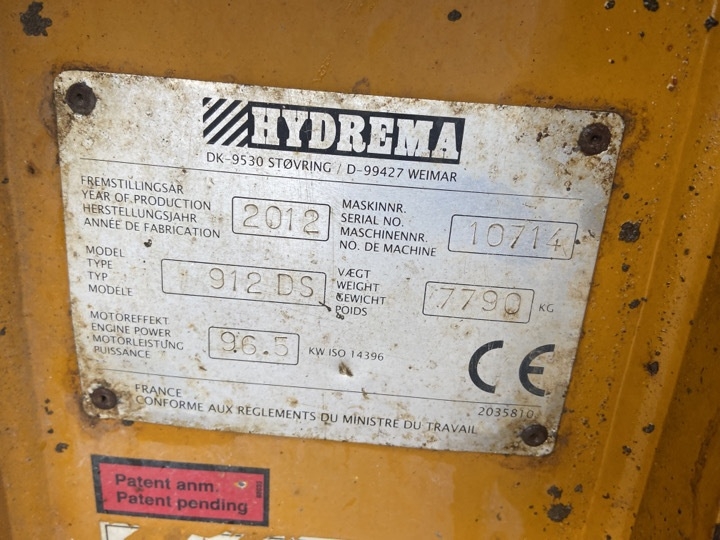 HYDREMA
DK-9530 STØVRING / D-99427 WEIMAR
FREMSTILLINGSÅR
YEAR OF PRODUCTION
HERSTELLUNGSJAHR
ANNÉE DE FABRICATION
2012
MASKINNR.
SERIAL NO.
MASCHINENNR.
NO. DE MACHINE
10714
MODEL
TYPE
TYP
MODELE
912 DS
VÆGT
WEIGHT
GEWICHT
POIDS
7790 KG
MOTOREFFEKT
ENGINE POWER
MOTORLEISTUNG
PUISSANCE
96.5 KW ISO 14396
CE
2035810
FRANCE
CONFORME AUX REGLEMENTS DU MINISTRE DU TRAVAIL
Patent anm.
Patent pending